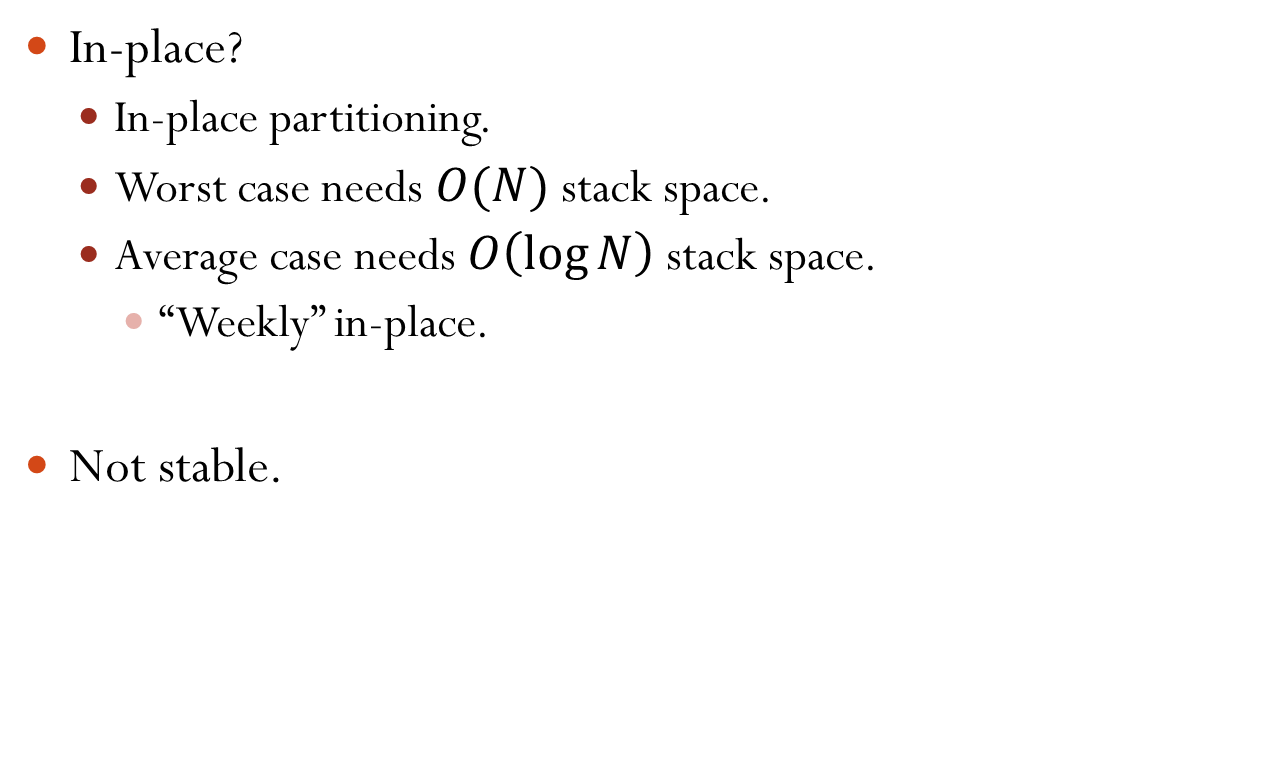 • In-place?
• In-place partitioning.
• Worst case needs O(N) stack space.
• Average case needs O(log N) stack space.
• “Weekly” in-place.
• Not stable.